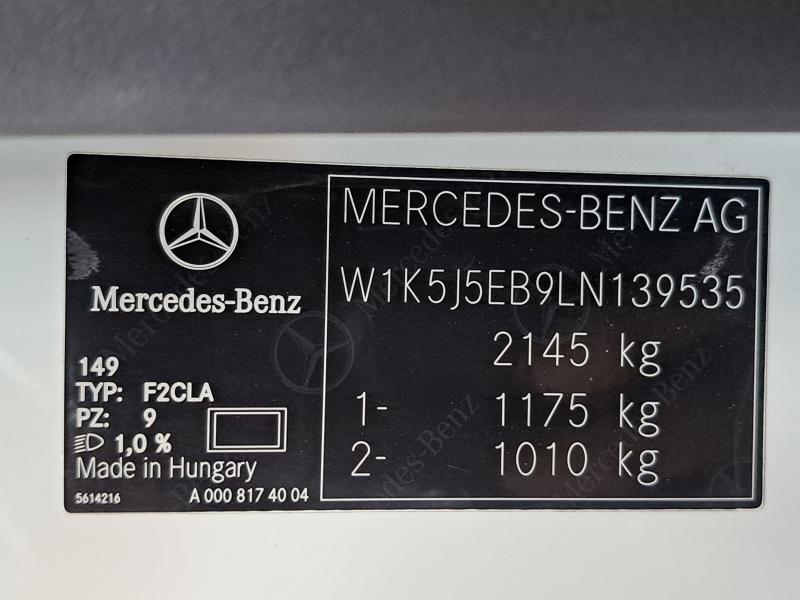 Mercedes-Benz
149
TYP: F2CLA
PZ: 9
1,0 %
Made in Hungary
5614216 A 000 817 40 04
MERCEDES-BENZ AG
W1K5J5EB9LN139535
2145 kg
1- 1175 kg
2- 1010 kg